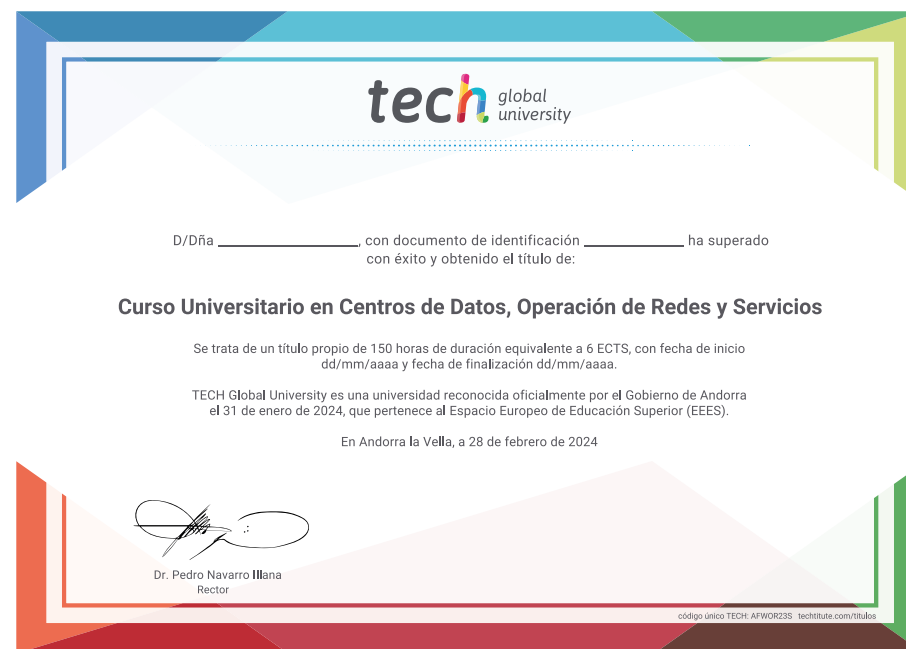 tech global university
D/Dña ______________, con documento de identificación __________ ha superado
con éxito y obtenido el título de:
Curso Universitario en Centros de Datos, Operación de Redes y Servicios
Se trata de un título propio de 150 horas de duración equivalente a 6 ECTS, con fecha de inicio
dd/mm/aaaa y fecha de finalización dd/mm/aaaa.
TECH Global University es una universidad reconocida oficialmente por el Gobierno de Andorra
el 31 de enero de 2024, que pertenece al Espacio Europeo de Educación Superior (EEES).
En Andorra la Vella, a 28 de febrero de 2024
Dr. Pedro Navarro Illana
Rector
código único TECH: AFWOR23S techtitute.com/titulos